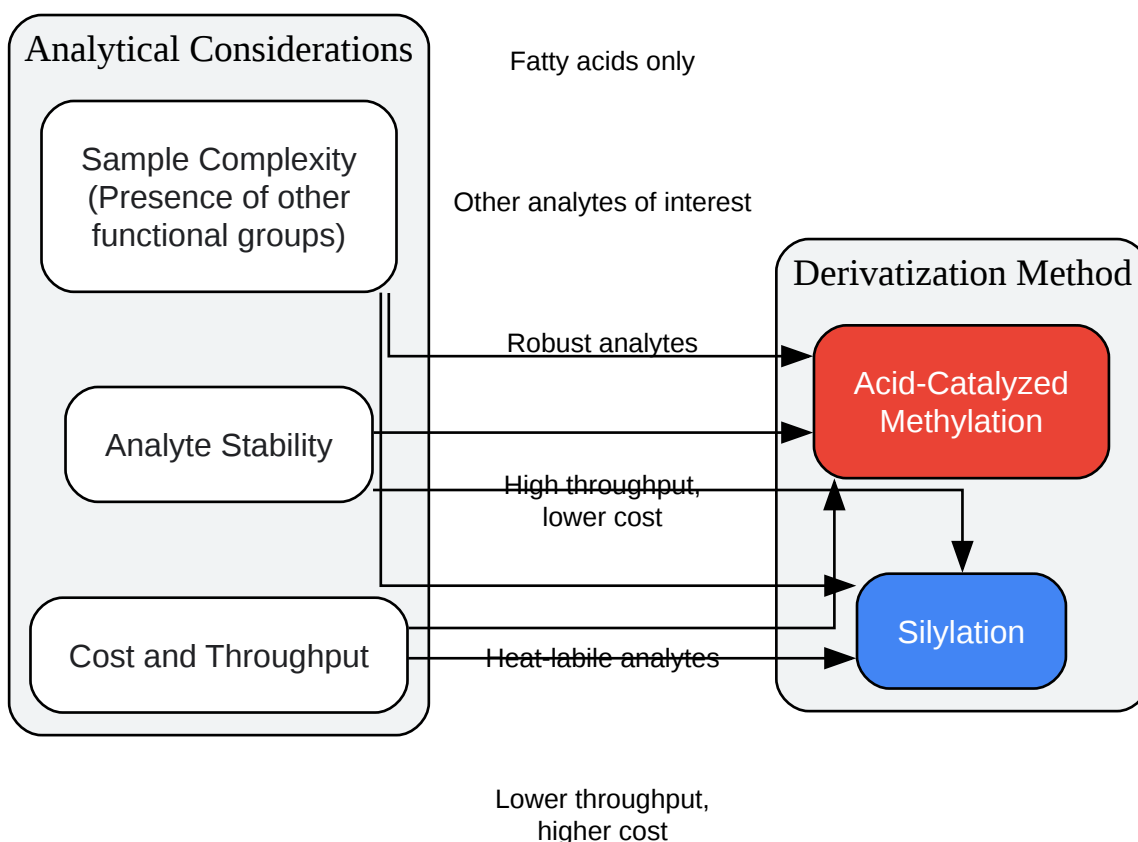 Analytical Considerations
Sample Complexity
(Presence of other
functional groups)
Analyte Stability
Cost and Throughput
Fatty acids only
Other analytes of interest
Robust analytes
High throughput,
lower cost
Heat-labile analytes
Lower throughput,
higher cost
Derivatization Method
Acid-Catalyzed
Methylation
Silylation